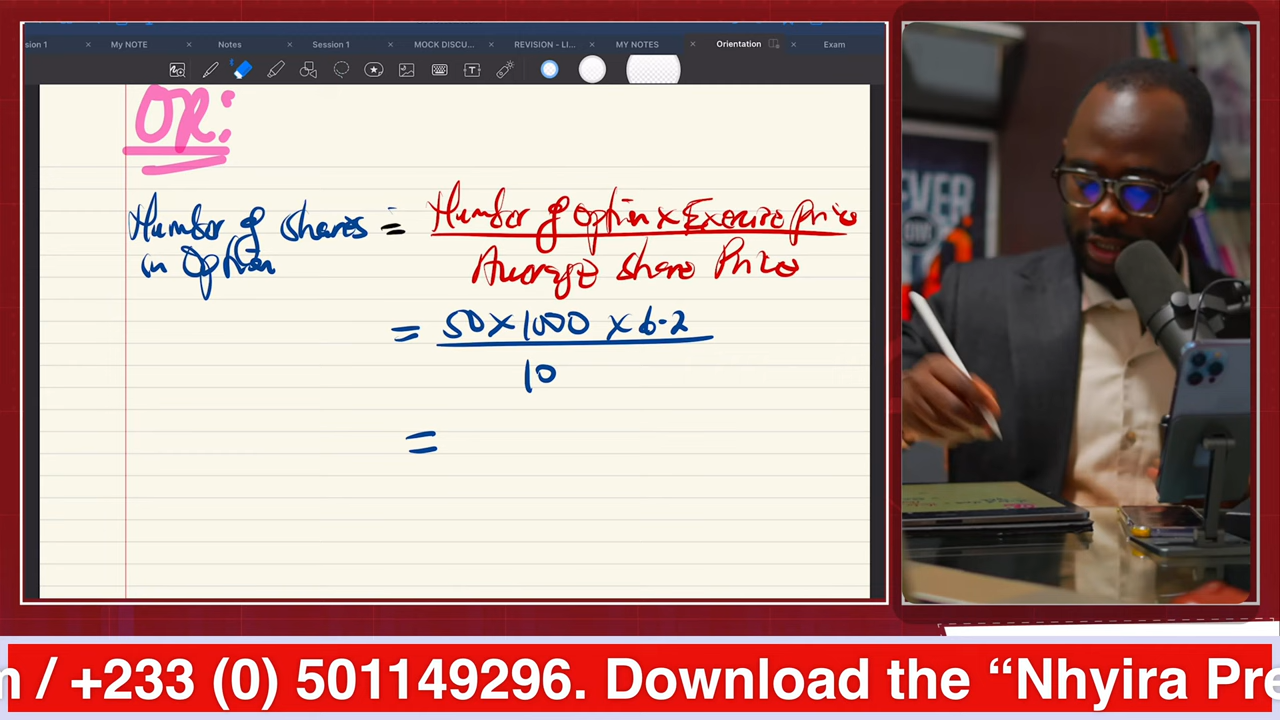 sion 1 My NOTE Notes Session 1 MOCK DISCU... REVISION - LI... MY NOTES Orientation Exam
OR:
Number of shares = Number of option x Exercise price
in Option Average share Price
= 50 x 1000 x 6.2
10
=
EVER
m / +233 (0) 501149296. Download the “Nhyira Pre